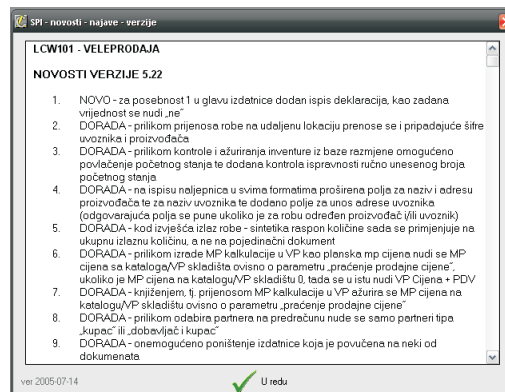 SPI - novosti - najave - verzije
LCW101 - VELEPRODAJA
NOVOSTI VERZIJE 5.22
1. NOVO - za posebnost 1 u glavu izdatnice dodan ispis deklaracija, kao zadana
vrijednost se nudi „ne"
2. DORADA - prilikom prijenosa robe na udaljenu lokaciju prenose se i pripadajuće šifre
uvoznika i proizvođača
3. DORADA - prilikom kontrole i ažuriranja inventure iz baze razmjene omogućeno
povlačenje početnog stanja te dodana kontrola ispravnosti ručno unesenog broja
početnog stanja
4. DORADA - na ispisu naljepnica u svima formatima proširena polja za naziv i adresu
proizvođača te za naziv uvoznika te dodano polje za unos adrese uvoznika
(odgovarajuća polja se pune ukoliko je za robu određen proizvođač i/ili uvoznik)
5. DORADA - kod izvješća izlaz robe - sintetika raspon količine sada se primjenjuje na
ukupnu izlaznu količinu, a ne na pojedinačni dokument
6. DORADA - prilikom izrade MP kalkulacije u VP kao planska mp cijena nudi se MP
cijena sa kataloga/VP skladišta ovisno o parametru „praćenje prodajne cijene",
ukoliko je MP cijena na katalogu/VP skladištu 0, tada se u istu nudi VP Cijena + PDV
7. DORADA - knjiženjem, tj. prijenosom MP kalkulacije u VP ažurira se MP cijena na
katalogu/VP skladištu ovisno o parametru „praćenje prodajne cijene"
8. DORADA - prilikom odabira partnera na predračunu nude se samo partneri tipa
„kupac" ili „dobavljač i kupac"
9. DORADA - onemogućeno poništenje izdatnice koja je povučena na neki od
dokumenata
ver 2005-07-14
U redu